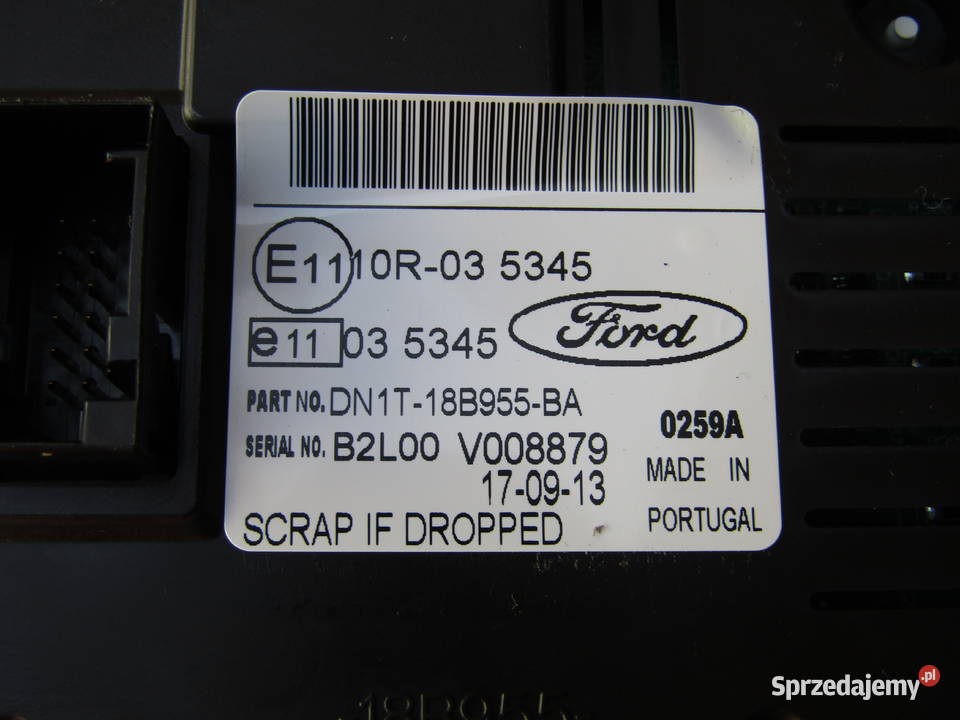 E11 10R-03 5345
e11 03 5345
Ford
PART NO. DN1T-18B955-BA
SERIAL NO. B2L00 V008879
0259A
17-09-13
MADE IN
PORTUGAL
SCRAP IF DROPPED
18B955
Sprzedajemy.pl